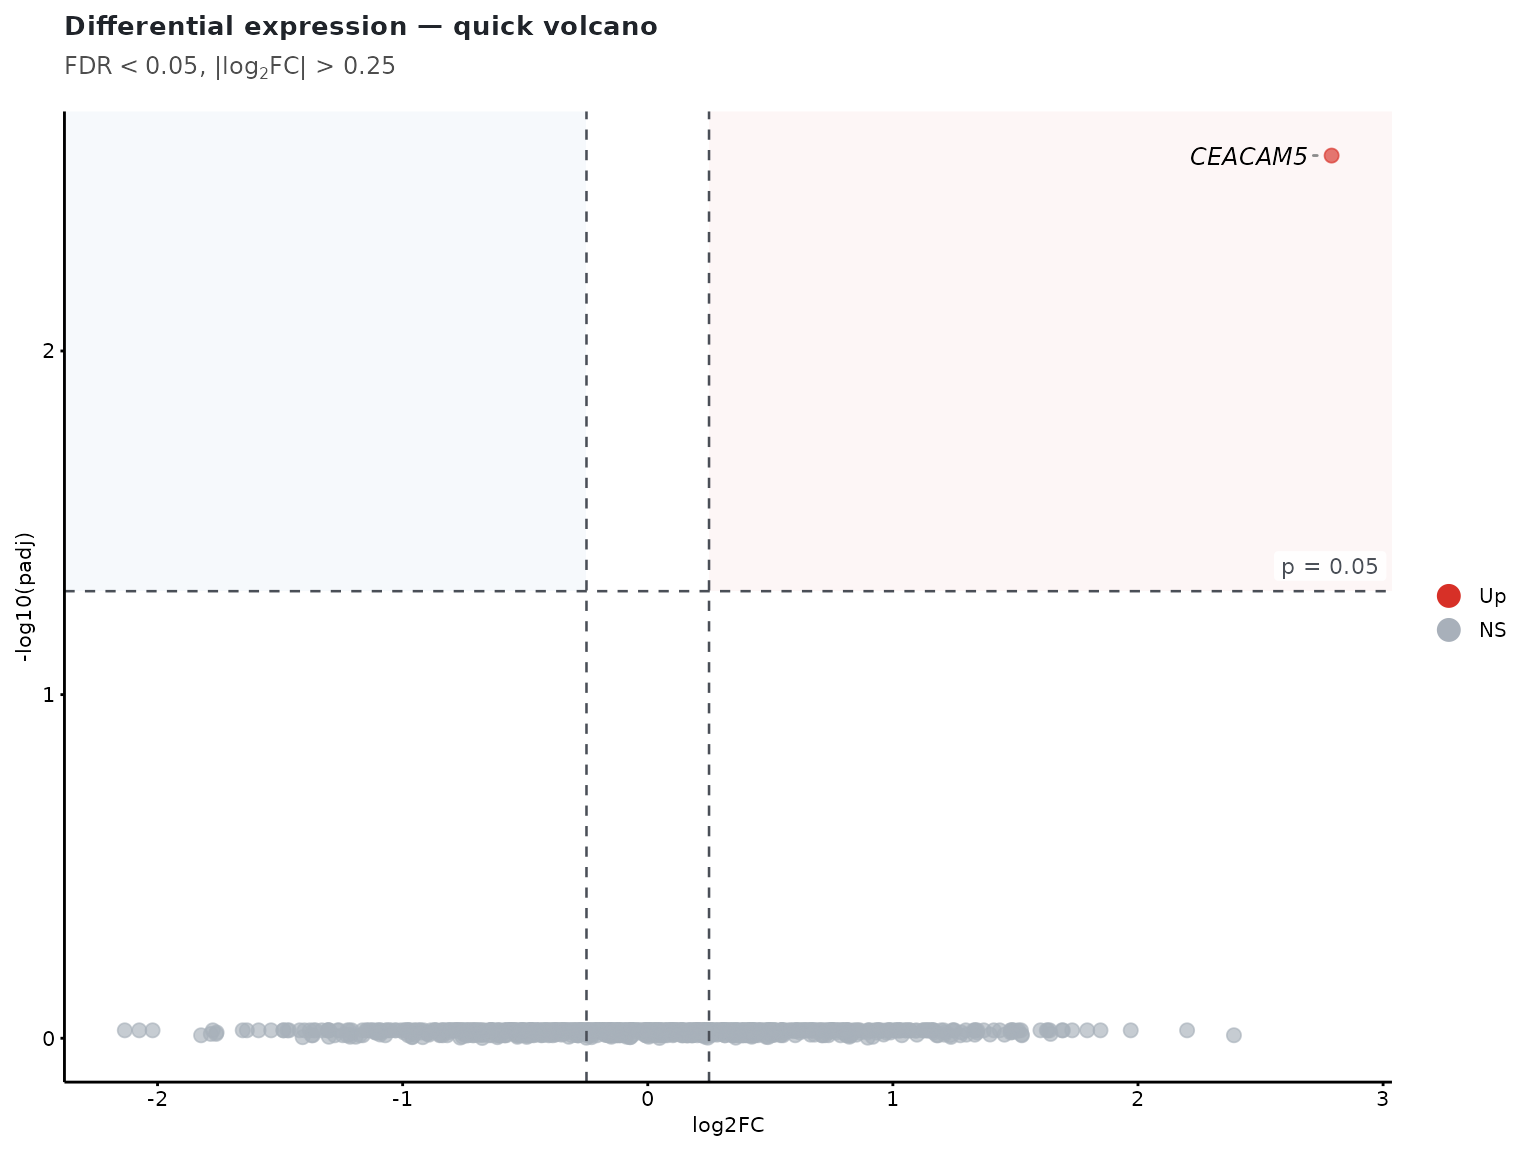 Differential expression — quick volcano
FDR < 0.05, |log₂FC| > 0.25
CEACAM5
2
p = 0.05
-log10(padj)
Up
NS
1
0
-2 -1 0 1 2 3
log2FC